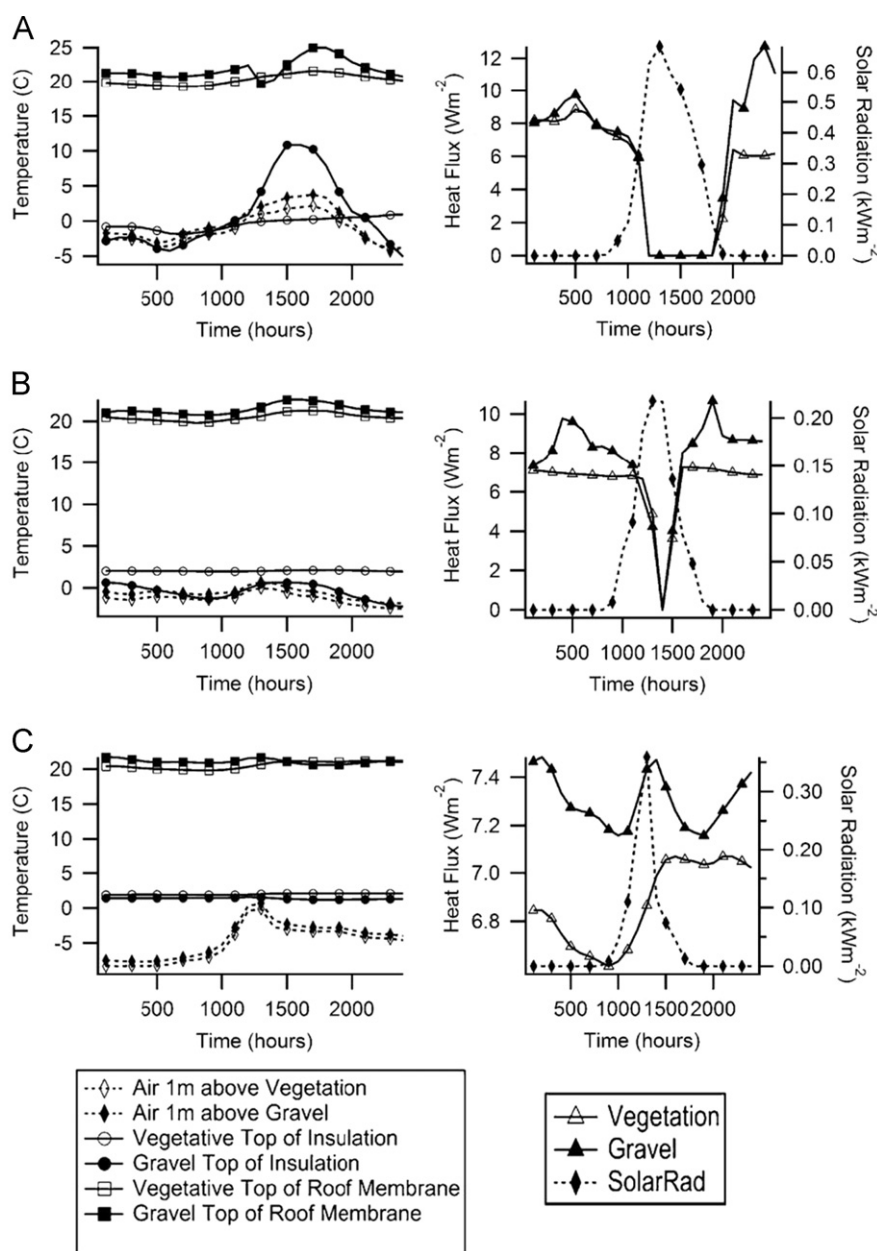 A
Temperature (C)
25
20
15
10
5
0
-5
500 1000 1500 2000
Time (hours)
Heat Flux (Wm-2)
12
10
8
6
4
2
0
500 1000 1500 2000
Time (hours)
Solar Radiation (kWm-2)
0.6
0.5
0.4
0.3
0.2
0.1
0.0
B
Temperature (C)
20
15
10
5
0
500 1000 1500 2000
Time (hours)
Heat Flux (Wm-2)
10
8
6
4
2
0
500 1000 1500 2000
Time (hours)
Solar Radiation (kWm-2)
0.20
0.15
0.10
0.05
0.00
C
Temperature (C)
20
15
10
5
0
-5
500 1000 1500 2000
Time (hours)
Heat Flux (Wm-2)
7.4
7.2
7.0
6.8
500 1000 1500 2000
Time (hours)
Solar Radiation (kWm-2)
0.30
0.20
0.10
0.00
Air 1m above Vegetation
Air 1m above Gravel
Vegetative Top of Insulation
Gravel Top of Insulation
Vegetative Top of Roof Membrane
Gravel Top of Roof Membrane
Vegetation
Gravel
SolarRad